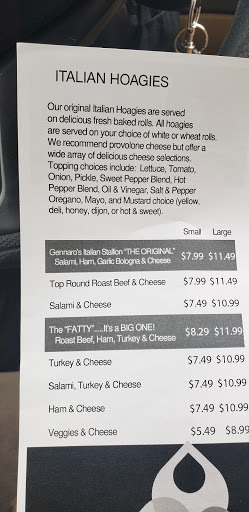 ITALIAN HOAGIES
Our original Italian Hoagies are served
on delicious fresh baked rolls. All hoagies
are served on your choice of white or wheat rolls.
We recommend provolone cheese but offer a
wide array of delicious cheese selections.
Topping choices include: Lettuce, Tomato,
Onion, Pickle, Sweet Pepper Blend, Hot
Pepper Blend, Oil & Vinegar, Salt & Pepper
Oregano, Mayo, and Mustard choice (yellow,
deli, honey, dijon, or hot & sweet).
Small Large
Gennaro's Italian Stallion "THE ORIGINAL"
Salami, Ham, Garlic Bologna & Cheese $7.99 $11.49
Top Round Roast Beef & Cheese $7.99 $11.49
Salami & Cheese $7.49 $10.99
The "FATTY".....It's a BIG ONE!
Roast Beef, Ham, Turkey & Cheese $8.29 $11.99
Turkey & Cheese $7.49 $10.99
Salami, Turkey & Cheese $7.49 $10.99
Ham & Cheese $7.49 $10.99
Veggies & Cheese $5.49 $8.99